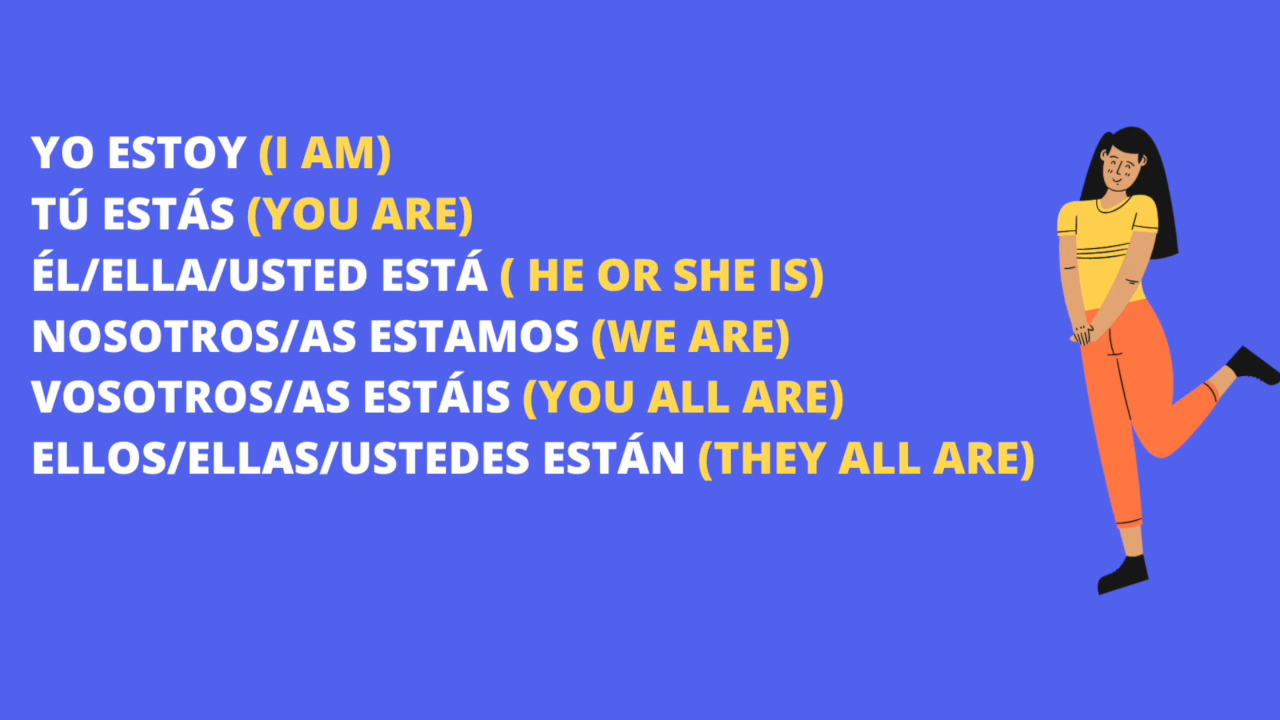 YO ESTOY (I AM)
TÚ ESTÁS (YOU ARE)
ÉL/ELLA/USTED ESTÁ ( HE OR SHE IS)
NOSOTROS/AS ESTAMOS (WE ARE)
VOSOTROS/AS ESTÁIS (YOU ALL ARE)
ELLOS/ELLAS/USTEDES ESTÁN (THEY ALL ARE)